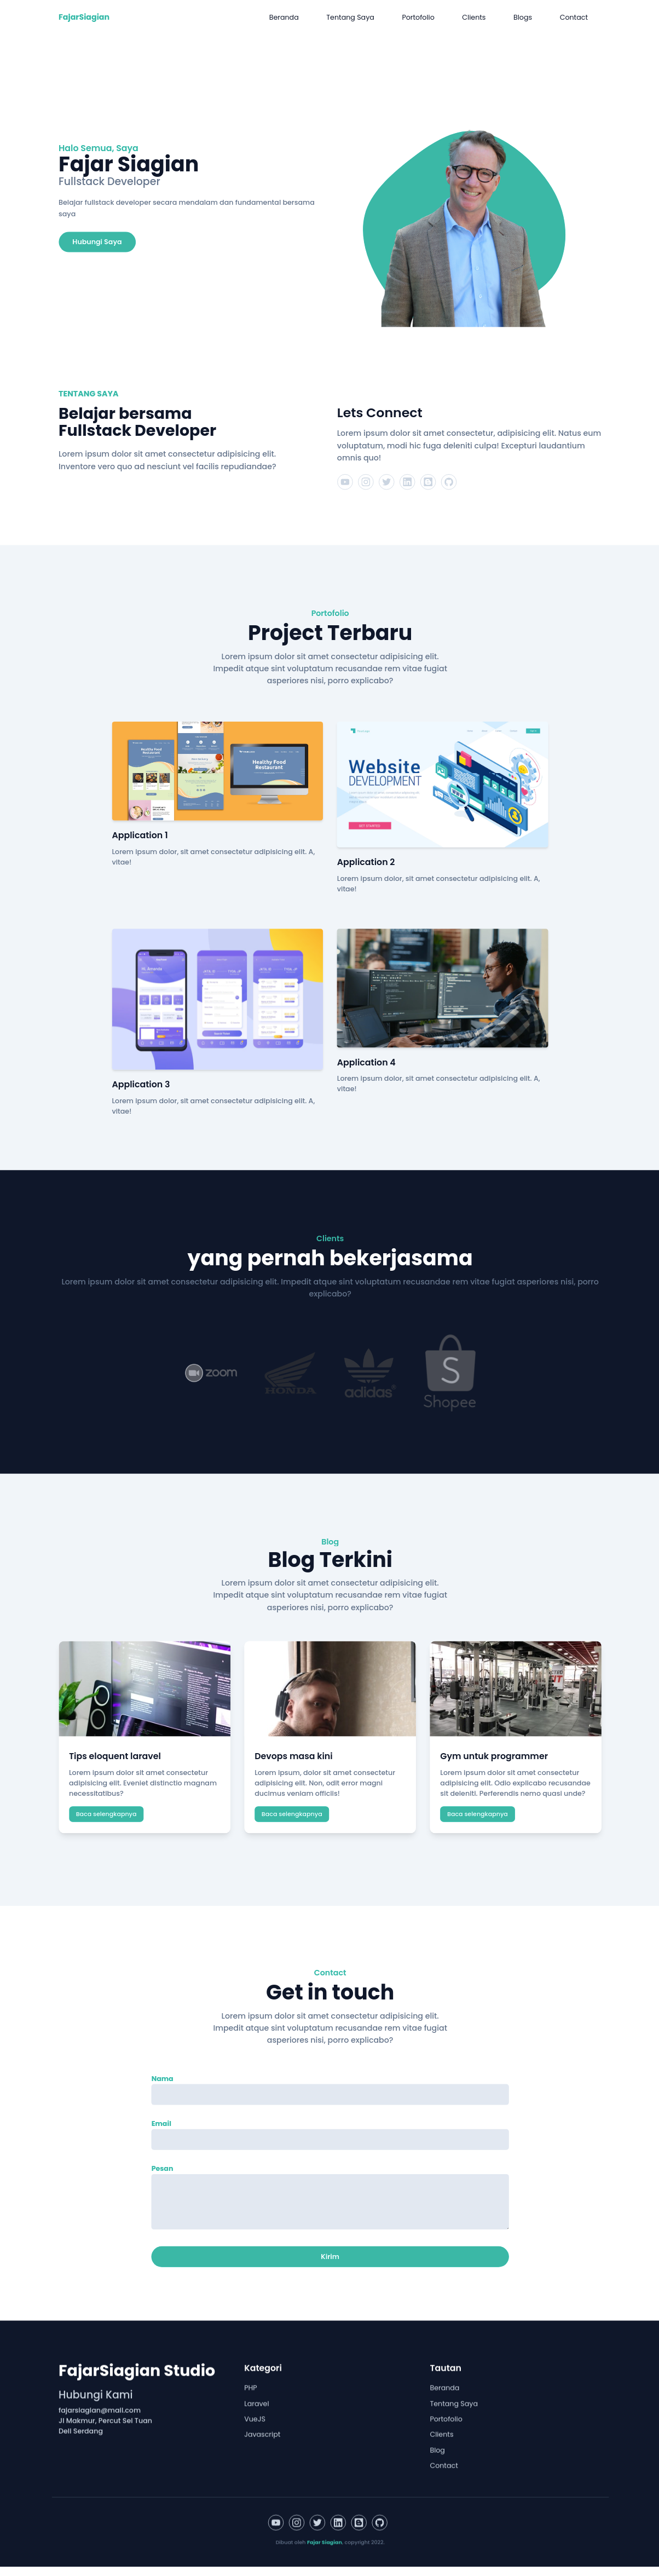 FajarSiagian
Beranda
Tentang Saya
Portofolio
Clients
Blogs
Contact
Halo Semua, Saya
Fajar Siagian
Fullstack Developer
Belajar fullstack developer secara mendalam dan fundamental bersama
saya
Hubungi Saya
TENTANG SAYA
Belajar bersama
Fullstack Developer
Lorem ipsum dolor sit amet consectetur adipisicing elit.
Inventore vero quo ad nesciunt vel facilis repudiandae?
Lets Connect
Lorem ipsum dolor sit amet consectetur, adipisicing elit. Natus eum
voluptatum, modi hic fuga deleniti culpa! Excepturi laudantium
omnis quo!
Portofolio
Project Terbaru
Lorem ipsum dolor sit amet consectetur adipisicing elit.
Impedit atque sint voluptatum recusandae rem vitae fugiat
asperiores nisi, porro explicabo?
Healthy Food
Restaurant
Healthy Food
Restaurant
Application 1
Lorem ipsum dolor, sit amet consectetur adipisicing elit. A,
vitae!
Website
DEVELOPMENT
GET STARTED
Application 2
Lorem ipsum dolor, sit amet consectetur adipisicing elit. A,
vitae!
Application 3
Lorem ipsum dolor, sit amet consectetur adipisicing elit. A,
vitae!
Application 4
Lorem ipsum dolor, sit amet consectetur adipisicing elit. A,
vitae!
Clients
yang pernah bekerjasama
Lorem ipsum dolor sit amet consectetur adipisicing elit. Impedit atque sint voluptatum recusandae rem vitae fugiat asperiores nisi, porro
explicabo?
zoom
HONDA
adidas®
S
Shopee
Blog
Blog Terkini
Lorem ipsum dolor sit amet consectetur adipisicing elit.
Impedit atque sint voluptatum recusandae rem vitae fugiat
asperiores nisi, porro explicabo?
Tips eloquent laravel
Lorem ipsum dolor sit amet consectetur
adipisicing elit. Eveniet distinctio magnam
necessitatibus?
Baca selengkapnya
Devops masa kini
Lorem ipsum, dolor sit amet consectetur
adipisicing elit. Non, odit error magni
ducimus veniam officiis!
Baca selengkapnya
Gym untuk programmer
Lorem ipsum dolor sit amet consectetur
adipisicing elit. Odio explicabo recusandae
sit deleniti. Perferendis nemo quasi unde?
Baca selengkapnya
Contact
Get in touch
Lorem ipsum dolor sit amet consectetur adipisicing elit.
Impedit atque sint voluptatum recusandae rem vitae fugiat
asperiores nisi, porro explicabo?
Nama
Email
Pesan
Kirim
FajarSiagian Studio
Hubungi Kami
fajarsiagian@mail.com
Jl Makmur, Percut Sei Tuan
Deli Serdang
Kategori
PHP
Laravel
VueJS
Javascript
Tautan
Beranda
Tentang Saya
Portofolio
Clients
Blog
Contact
Dibuat oleh Fajar Siagian, copyright 2022